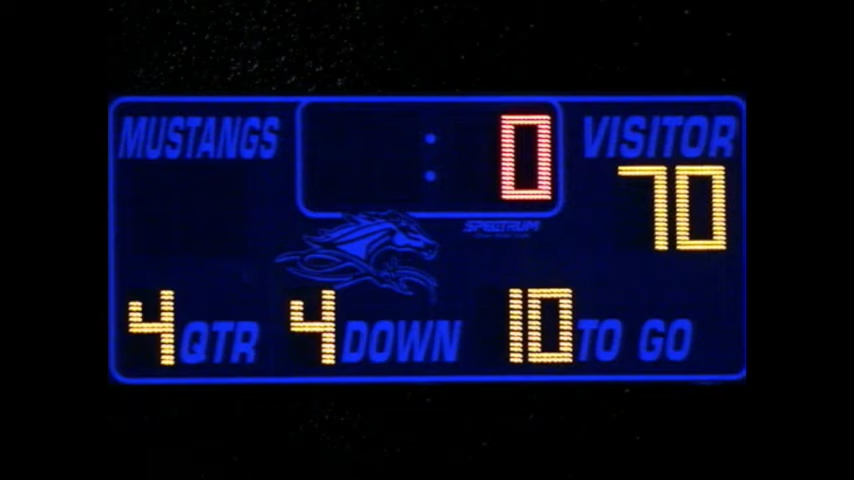 MUSTANGS : 0 VISITOR
70
SPECTRUM
4 QTR 4 DOWN 10 TO GO